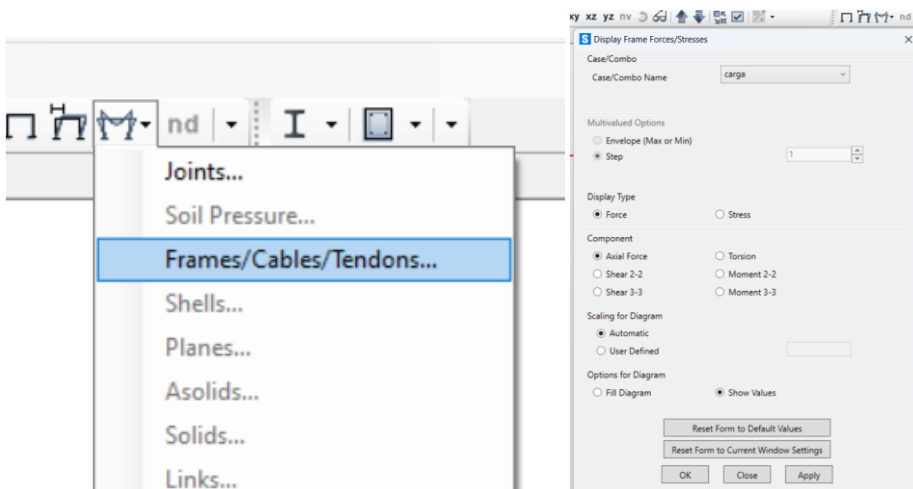 nd
Joints...
Soil Pressure...
Frames/Cables/Tendons...
Shells...
Planes...
Asolids...
Solids...
Links...
xy xz yz nv nd
S Display Frame Forces/Stresses
Case/Combo
Case/Combo Name carga
Multivalued Options
Envelope (Max or Min)
Step 1
Display Type
Force Stress
Component
Axial Force Torsion
Shear 2-2 Moment 2-2
Shear 3-3 Moment 3-3
Scaling for Diagram
Automatic
User Defined
Options for Diagram
Fill Diagram Show Values
Reset Form to Default Values
Reset Form to Current Window Settings
OK Close Apply